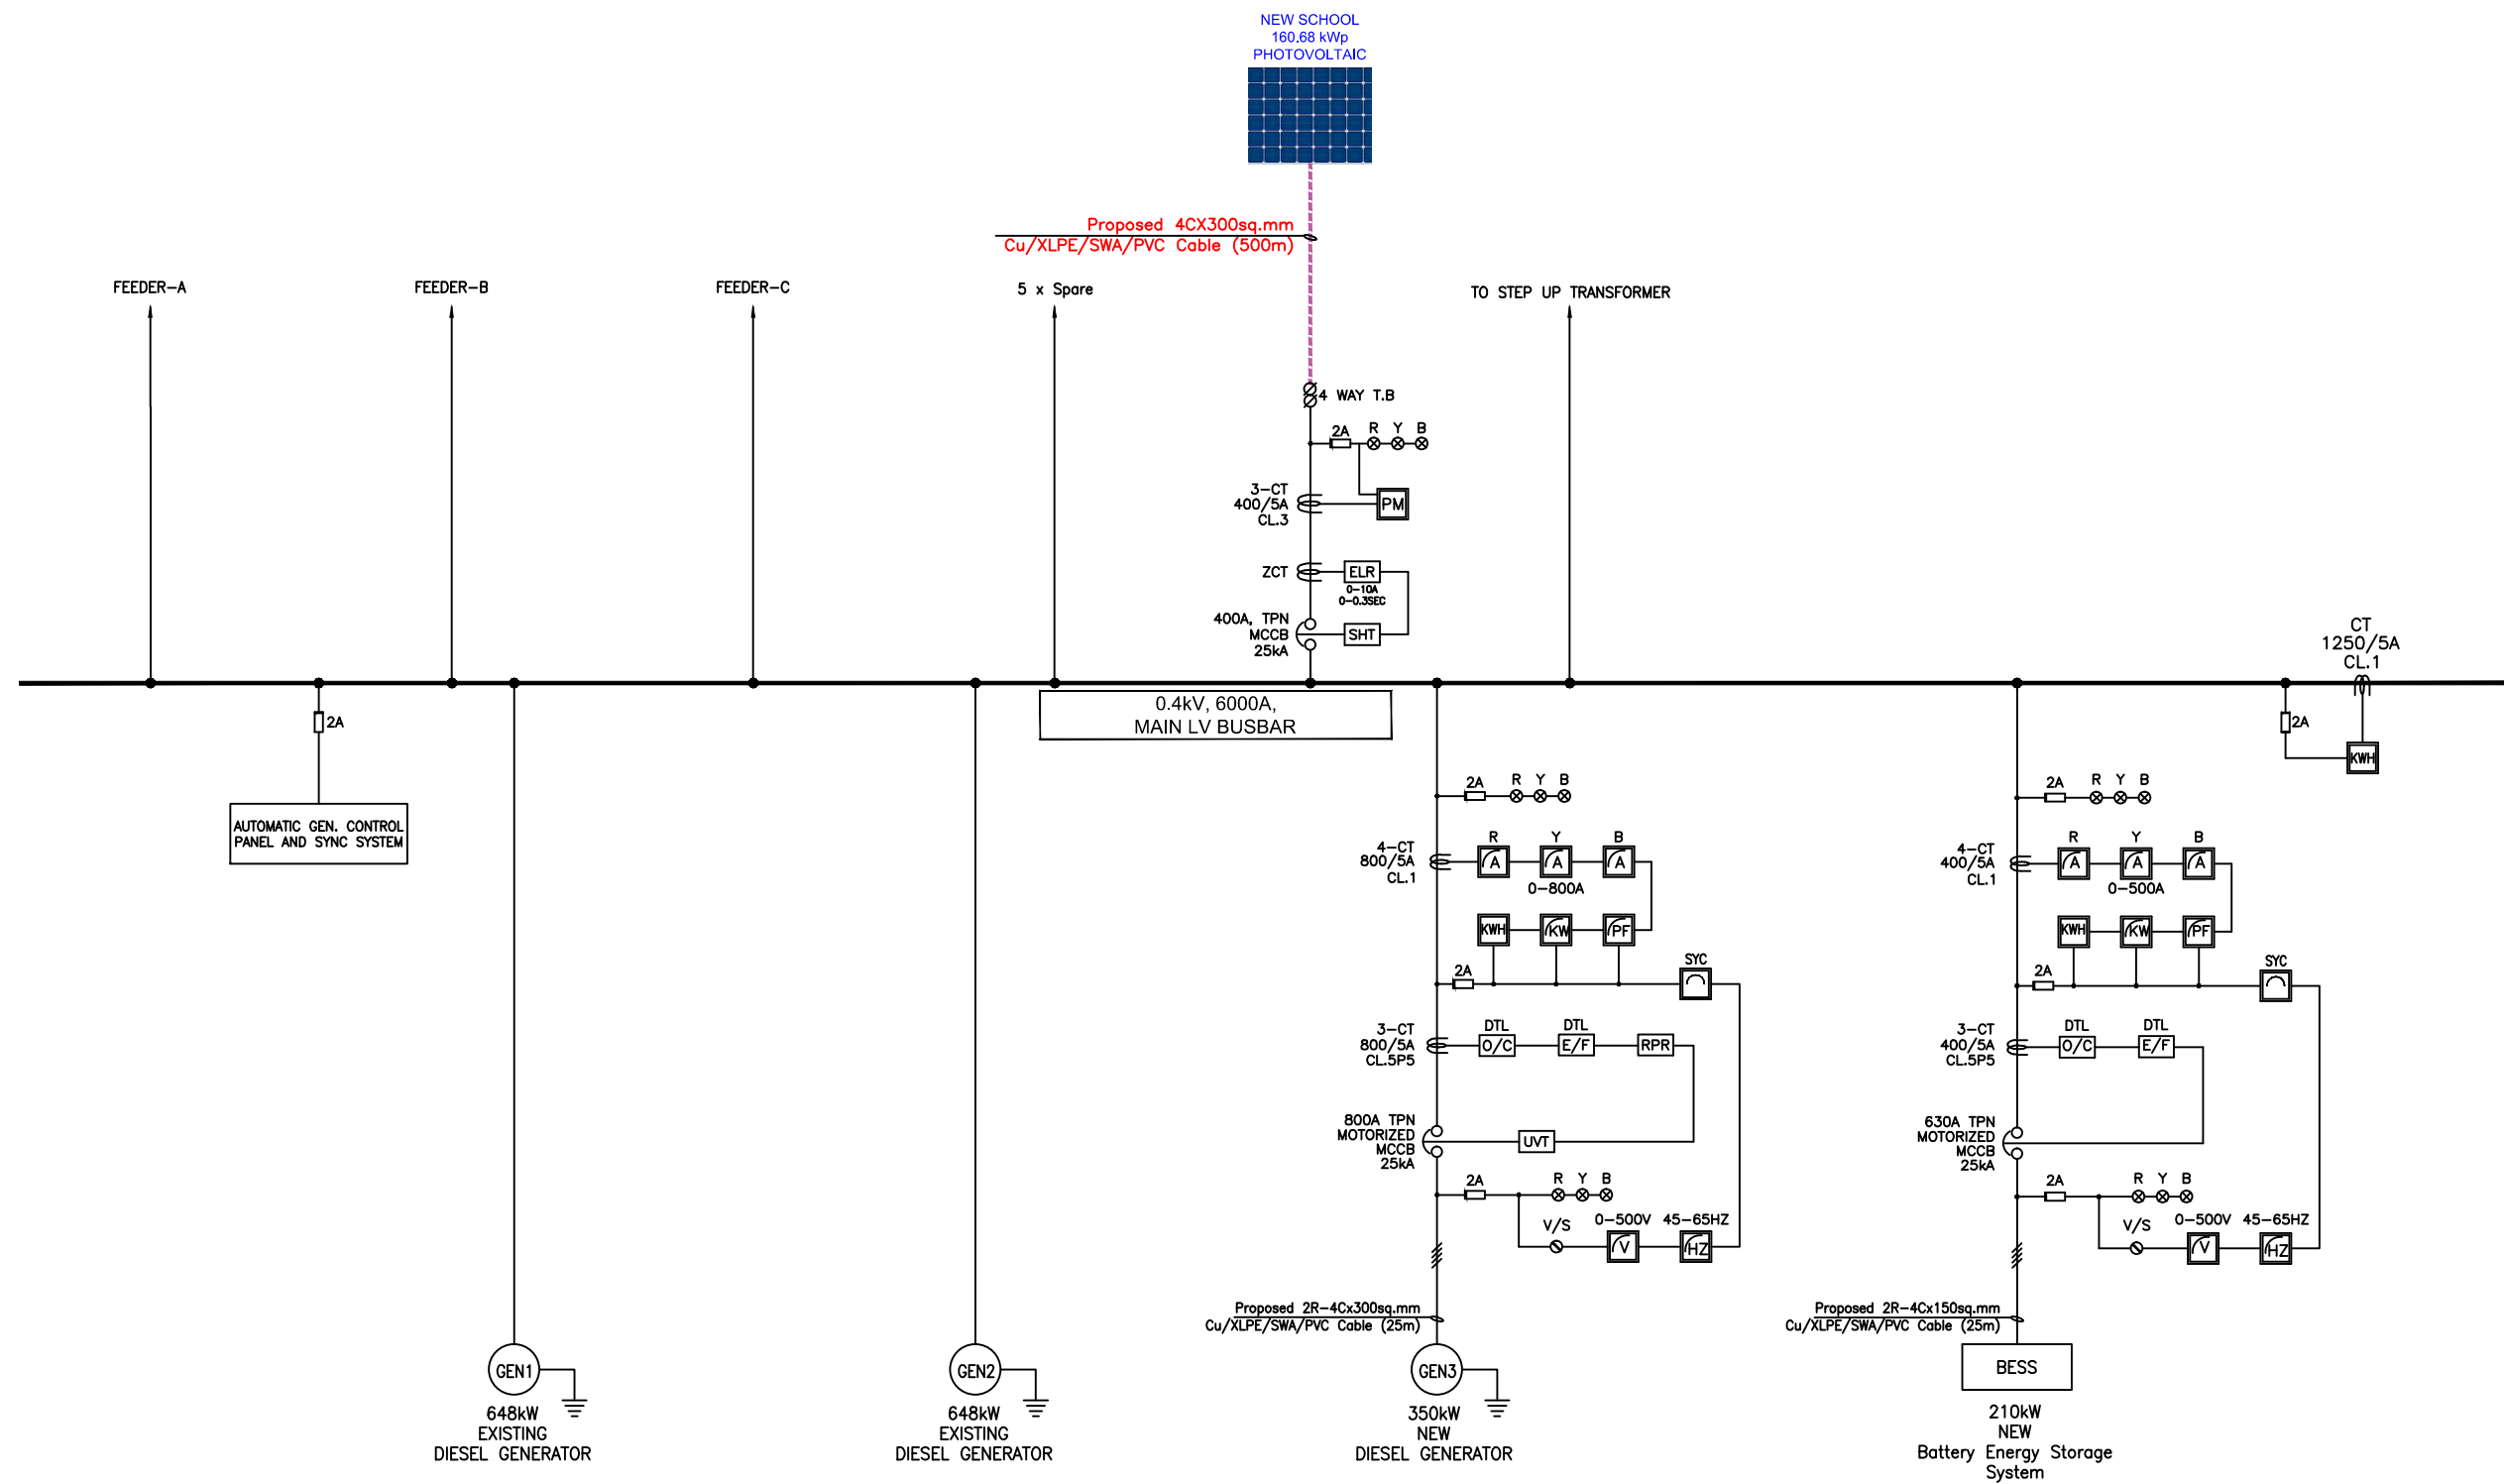 NEW SCHOOL
160.68 kWp
PHOTOVOLTAIC
Proposed 4CX300sq.mm
Cu/XLPE/SWA/PVC Cable (500m)
FEEDER-A
FEEDER-B
FEEDER-C
5 x Spare
TO STEP UP TRANSFORMER
4 WAY T.B
2A
R Y B
3-CT
400/5A
CL.3
PM
ZCT
ELR
0-10A
0-0.3SEC
400A, TPN
MCCB
25kA
SHT
CT
1250/5A
CL.1
2A
KWH
0.4kV, 6000A,
MAIN LV BUSBAR
2A
AUTOMATIC GEN. CONTROL
PANEL AND SYNC SYSTEM
2A
R Y B
4-CT
800/5A
CL.1
R Y B
A A A
0-800A
KWH KW PF
2A
SYC
3-CT
800/5A
CL.5P5
DTL DTL
O/C E/F RPR
800A TPN
MOTORIZED
MCCB
25kA
UVT
2A
R Y B
V/S
0-500V 45-65HZ
V HZ
Proposed 2R-4Cx300sq.mm
Cu/XLPE/SWA/PVC Cable (25m)
2A
R Y B
4-CT
400/5A
CL.1
R Y B
A A A
0-500A
KWH KW PF
2A
SYC
3-CT
400/5A
CL.5P5
DTL DTL
O/C E/F
630A TPN
MOTORIZED
MCCB
25kA
2A
R Y B
V/S
0-500V 45-65HZ
V HZ
Proposed 2R-4Cx150sq.mm
Cu/XLPE/SWA/PVC Cable (25m)
GEN1
648kW
EXISTING
DIESEL GENERATOR
GEN2
648kW
EXISTING
DIESEL GENERATOR
GEN3
350kW
NEW
DIESEL GENERATOR
BESS
210kW
NEW
Battery Energy Storage
System